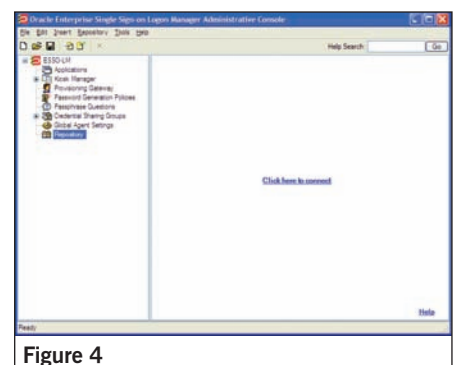 Oracle Enterprise Single Sign-on Logon Manager Administrative Console
File Edit Insert Repository Tools Help
Help Search: Go
ESSO-LM
Applications
Kiosk Manager
Provisioning Gateway
Password Generation Policies
Passphrase Questions
Credential Sharing Groups
Global Agent Settings
Repository
Click here to connect
Help
Ready
Figure 4